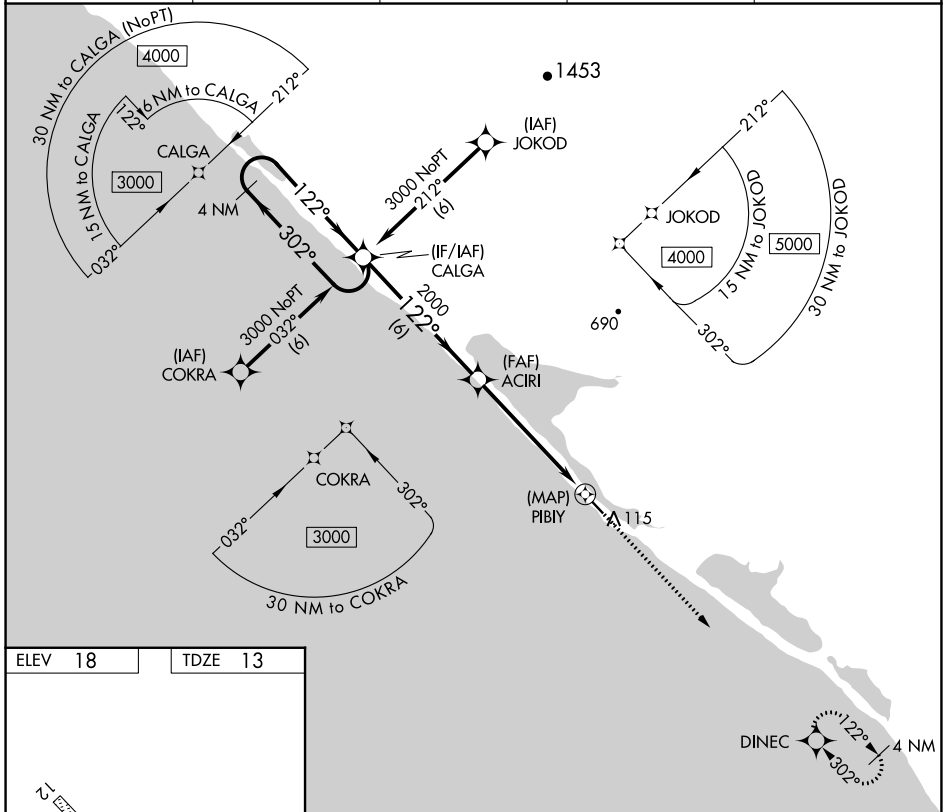 30 NM to CALGA (NoPT)
4000
6 NM to CALGA
212°
122°
15 NM to CALGA
3000
CALGA
032°
4 NM
122°
302°
1453
(IAF)
JOKOD
3000 NoPT
212°
(6)
(IF/IAF)
CALGA
2000
122°
(6)
3000 NoPT
032°
(6)
(IAF)
COKRA
212°
JOKOD
4000
15 NM to JOKOD
5000
30 NM to JOKOD
302°
690
(FAF)
ACIRI
COKRA
032°
302°
3000
30 NM to COKRA
(MAP)
PIBIY
115
ELEV 18
TDZE 13
12
DINEC
122°
302°
4 NM